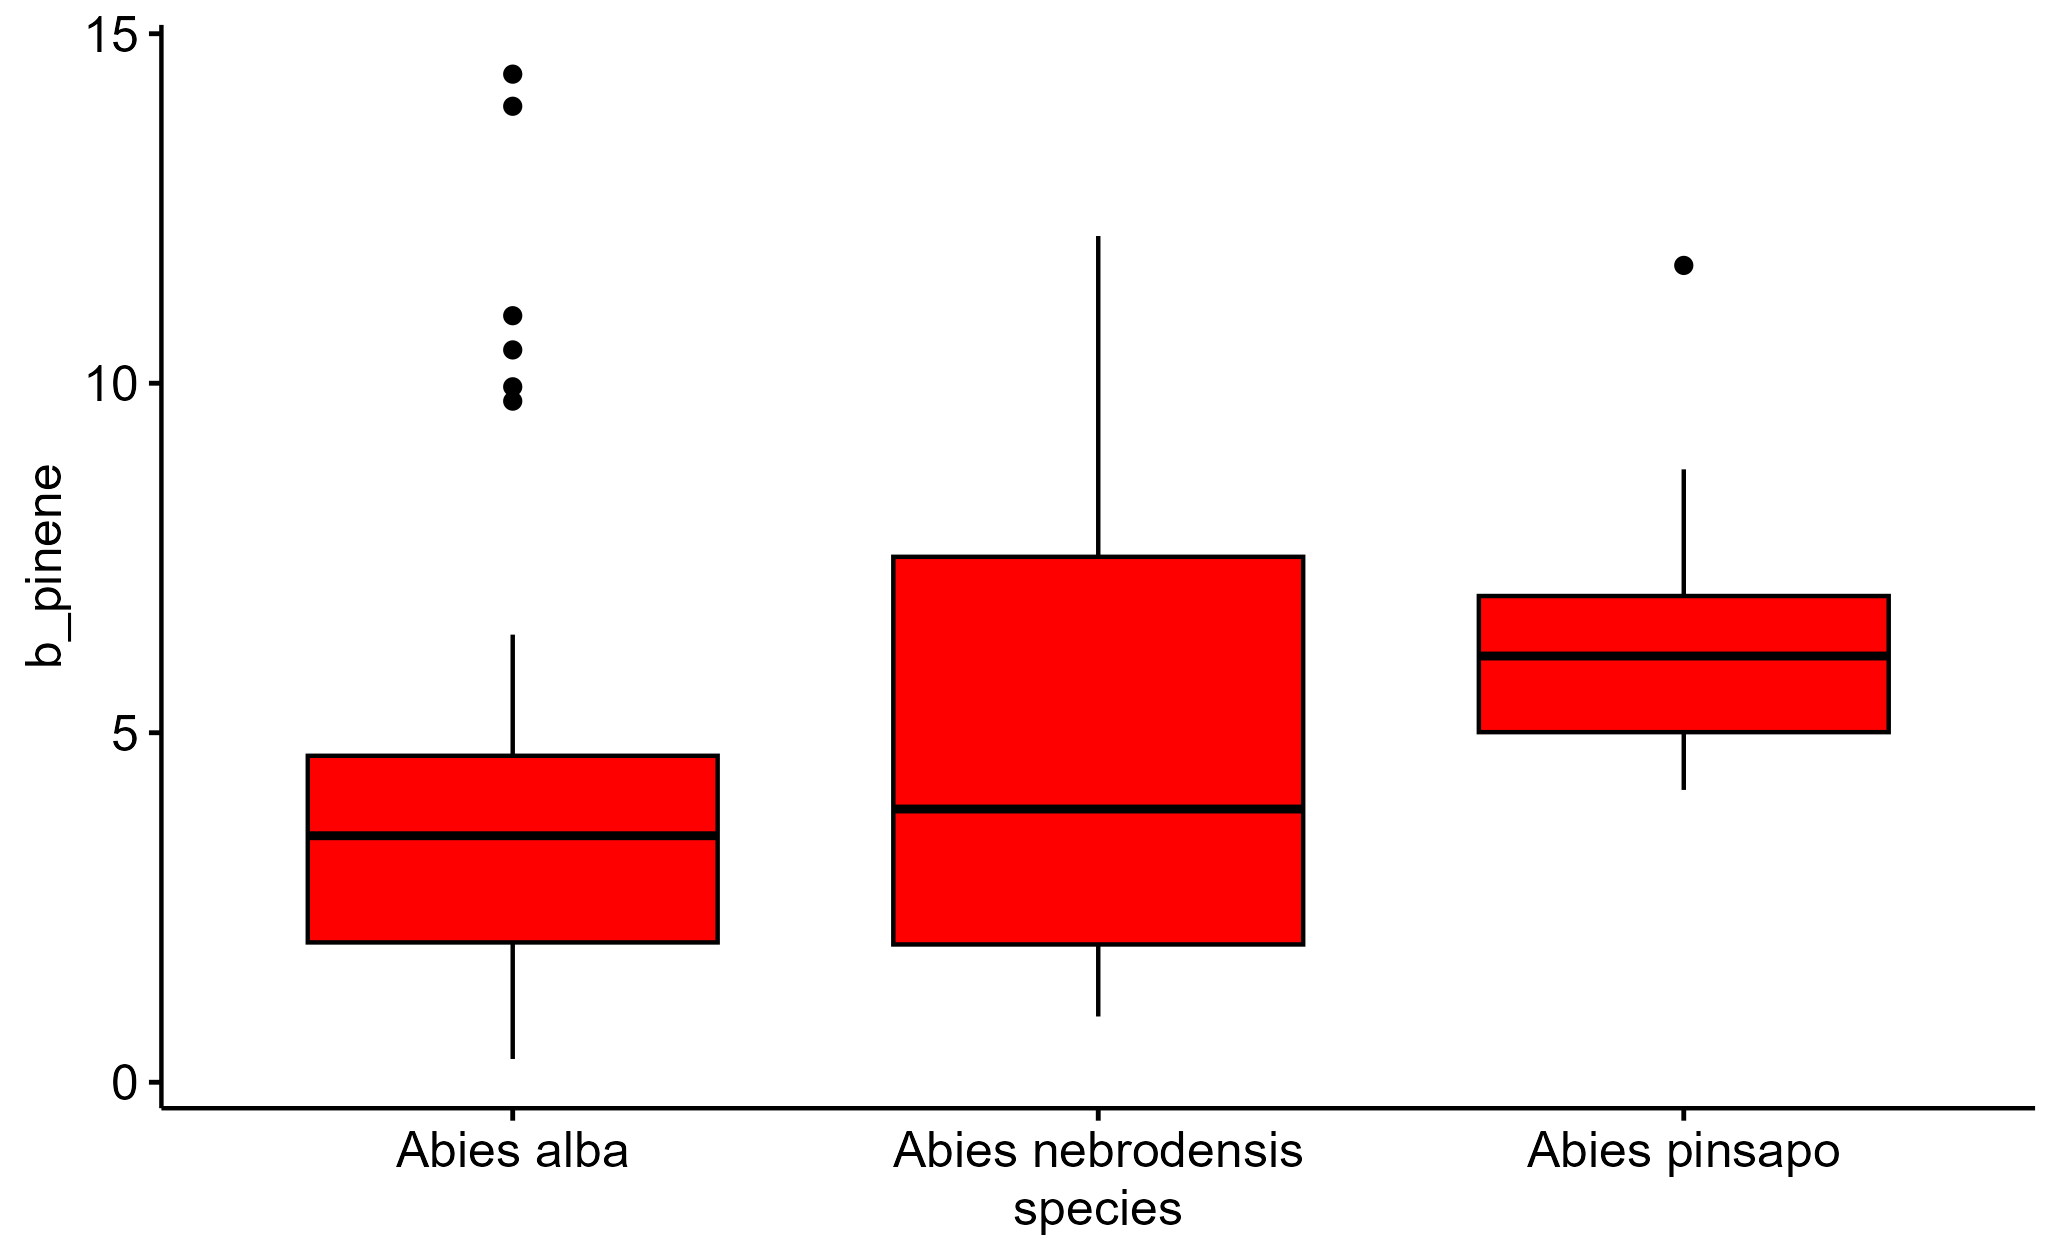 15
10
5
0
b_pinene
Abies alba
Abies nebrodensis
Abies pinsapo
species